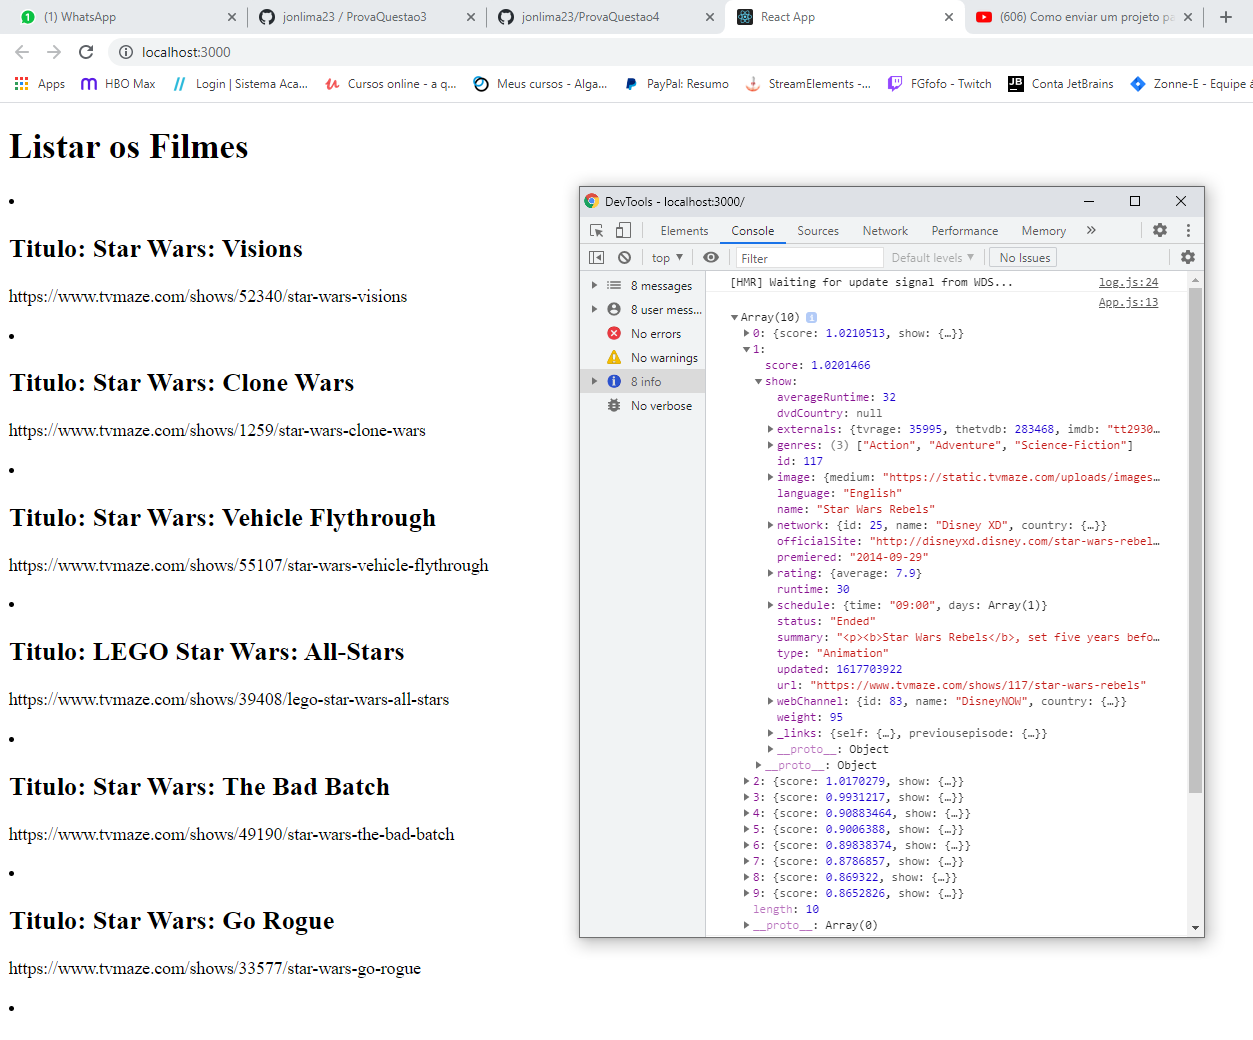 (1) WhatsApp
jonlima23 / ProvaQuestao3
jonlima23/ProvaQuestao4
React App
(606) Como enviar um projeto pa
localhost:3000
Apps
HBO Max
Login | Sistema Aca...
Cursos online - a q...
Meus cursos - Alga...
PayPal: Resumo
StreamElements -...
FGfofo - Twitch
Conta JetBrains
Zonne-E - Equipe á
Listar os Filmes
•
Titulo: Star Wars: Visions
https://www.tvmaze.com/shows/52340/star-wars-visions
•
Titulo: Star Wars: Clone Wars
https://www.tvmaze.com/shows/1259/star-wars-clone-wars
•
Titulo: Star Wars: Vehicle Flythrough
https://www.tvmaze.com/shows/55107/star-wars-vehicle-flythrough
•
Titulo: LEGO Star Wars: All-Stars
https://www.tvmaze.com/shows/39408/lego-star-wars-all-stars
•
Titulo: Star Wars: The Bad Batch
https://www.tvmaze.com/shows/49190/star-wars-the-bad-batch
•
Titulo: Star Wars: Go Rogue
https://www.tvmaze.com/shows/33577/star-wars-go-rogue
•
DevTools - localhost:3000/
Elements Console Sources Network Performance Memory »
top ▼ Filter Default levels ▼ No Issues
8 messages
8 user mess...
No errors
No warnings
8 info
No verbose
[HMR] Waiting for update signal from WDS... log.js:24
App.js:13
▼Array(10) i
▶0: {score: 1.0210513, show: {…}}
▼1:
score: 1.0201466
▼show:
averageRuntime: 32
dvdCountry: null
▶externals: {tvrage: 35995, thetvdb: 283468, imdb: "tt2930…
▶genres: (3) ["Action", "Adventure", "Science-Fiction"]
id: 117
▶image: {medium: "https://static.tvmaze.com/uploads/images…
language: "English"
name: "Star Wars Rebels"
▶network: {id: 25, name: "Disney XD", country: {…}}
officialSite: "http://disneyxd.disney.com/star-wars-rebel…
premiered: "2014-09-29"
▶rating: {average: 7.9}
runtime: 30
▶schedule: {time: "09:00", days: Array(1)}
status: "Ended"
summary: "<p><b>Star Wars Rebels</b>, set five years befo…
type: "Animation"
updated: 1617703922
url: "https://www.tvmaze.com/shows/117/star-wars-rebels"
▶webChannel: {id: 83, name: "DisneyNOW", country: {…}}
weight: 95
▶_links: {self: {…}, previousepisode: {…}}
▶__proto__: Object
▶__proto__: Object
▶2: {score: 1.0170279, show: {…}}
▶3: {score: 0.9931217, show: {…}}
▶4: {score: 0.90883464, show: {…}}
▶5: {score: 0.9006388, show: {…}}
▶6: {score: 0.89838374, show: {…}}
▶7: {score: 0.8786857, show: {…}}
▶8: {score: 0.869322, show: {…}}
▶9: {score: 0.8652826, show: {…}}
length: 10
▶__proto__: Array(0)